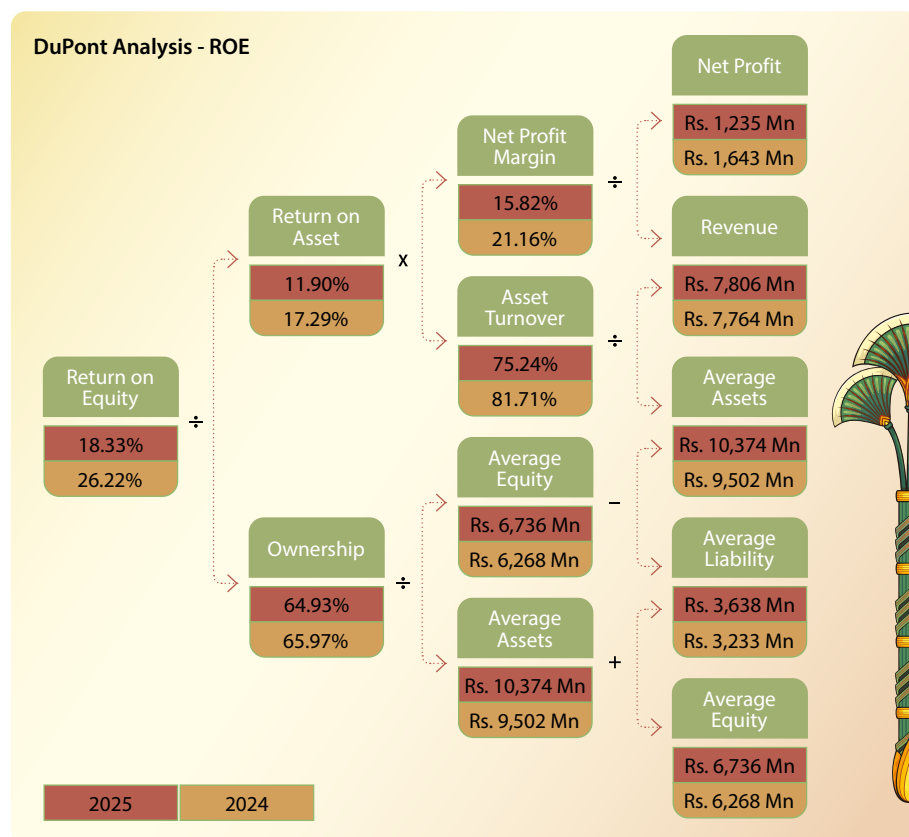 DuPont Analysis - ROE
Return on
Equity
18.33%
26.22%
÷
Return on
Asset
11.90%
17.29%
Ownership
64.93%
65.97%
x
÷
Net Profit
Margin
15.82%
21.16%
Asset
Turnover
75.24%
81.71%
Average
Equity
Rs. 6,736 Mn
Rs. 6,268 Mn
Average
Assets
Rs. 10,374 Mn
Rs. 9,502 Mn
÷
÷
–
+
Net Profit
Rs. 1,235 Mn
Rs. 1,643 Mn
Revenue
Rs. 7,806 Mn
Rs. 7,764 Mn
Average
Assets
Rs. 10,374 Mn
Rs. 9,502 Mn
Average
Liability
Rs. 3,638 Mn
Rs. 3,233 Mn
Average
Equity
Rs. 6,736 Mn
Rs. 6,268 Mn
2025
2024